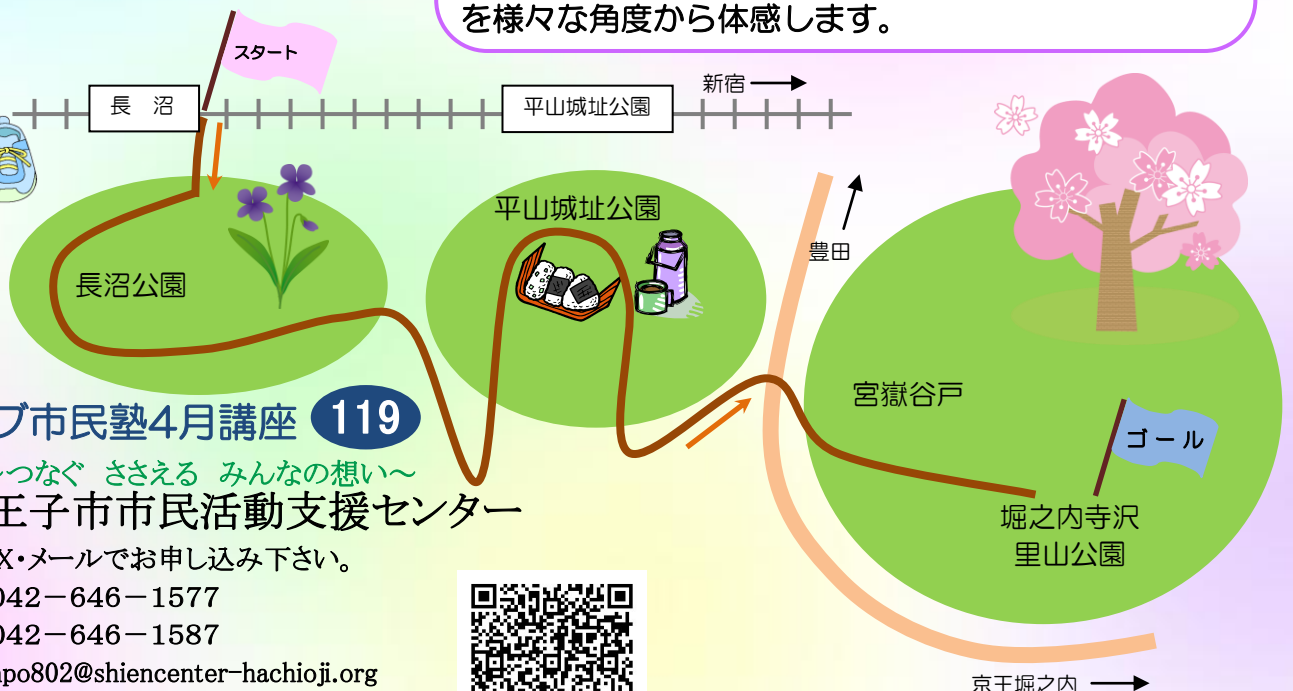 を様々な角度から体感します。
スタート
新宿
長 沼
平山城址公園
平山城址公園
豊田
長沼公園
宮嶽谷戸
ブ市民塾4月講座 119
ゴール
～つなぐ ささえる みんなの想い～
王子市市民活動支援センター
堀之内寺沢
里山公園
X・メールでお申し込み下さい。
042－646－1577
042－646－1587
po802@shiencenter-hachioji.org
京王堀之内